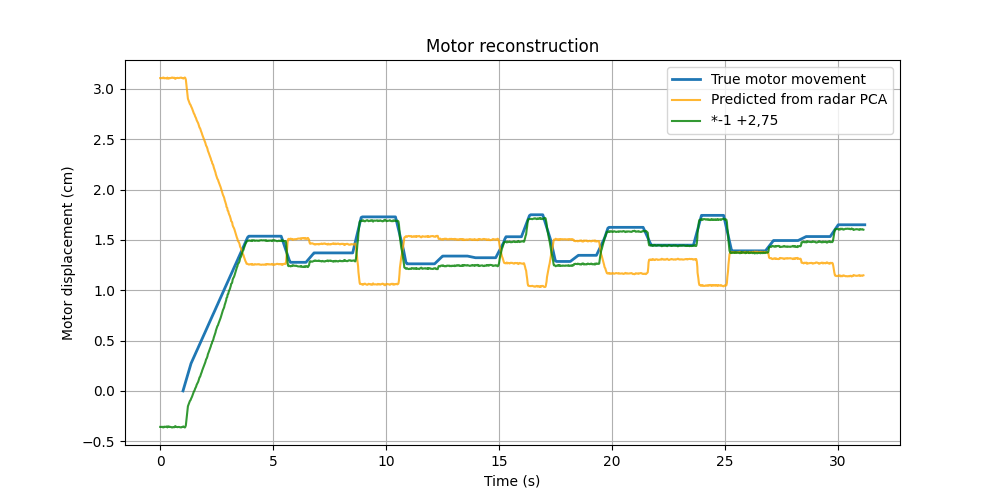 Motor reconstruction
True motor movement
Predicted from radar PCA
*-1 +2,75
Motor displacement (cm)
3.0
2.5
2.0
1.5
1.0
0.5
0.0
−0.5
0 5 10 15 20 25 30
Time (s)